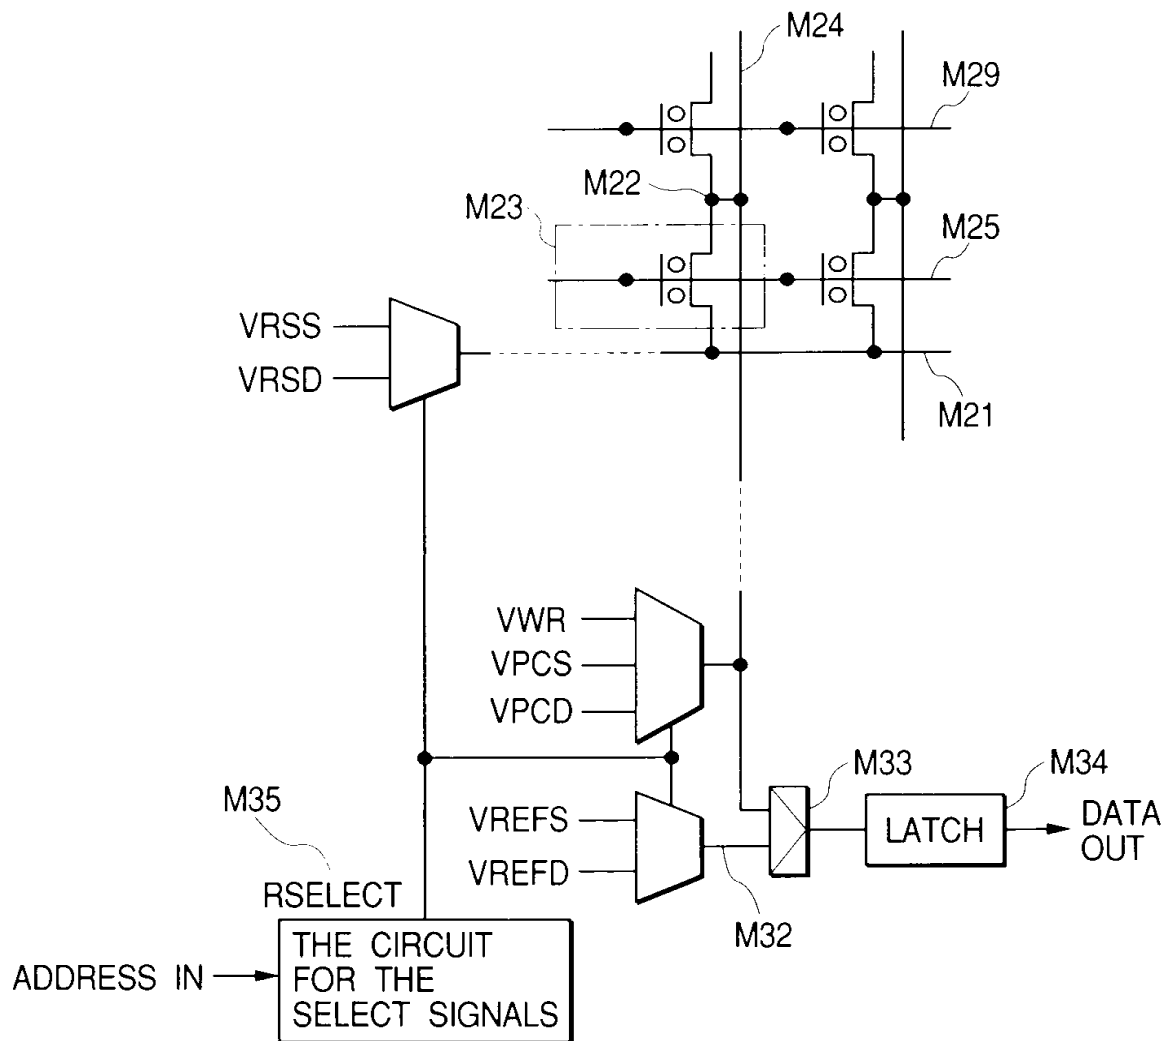 M24
M29
M22
M23
M25
VRSS
VRSD
M21
VWR
VPCS
VPCD
M33
M34
M35
VREFS
LATCH
DATA
OUT
VREFD
RSELECT
M32
THE CIRCUIT
FOR THE
SELECT SIGNALS
ADDRESS IN